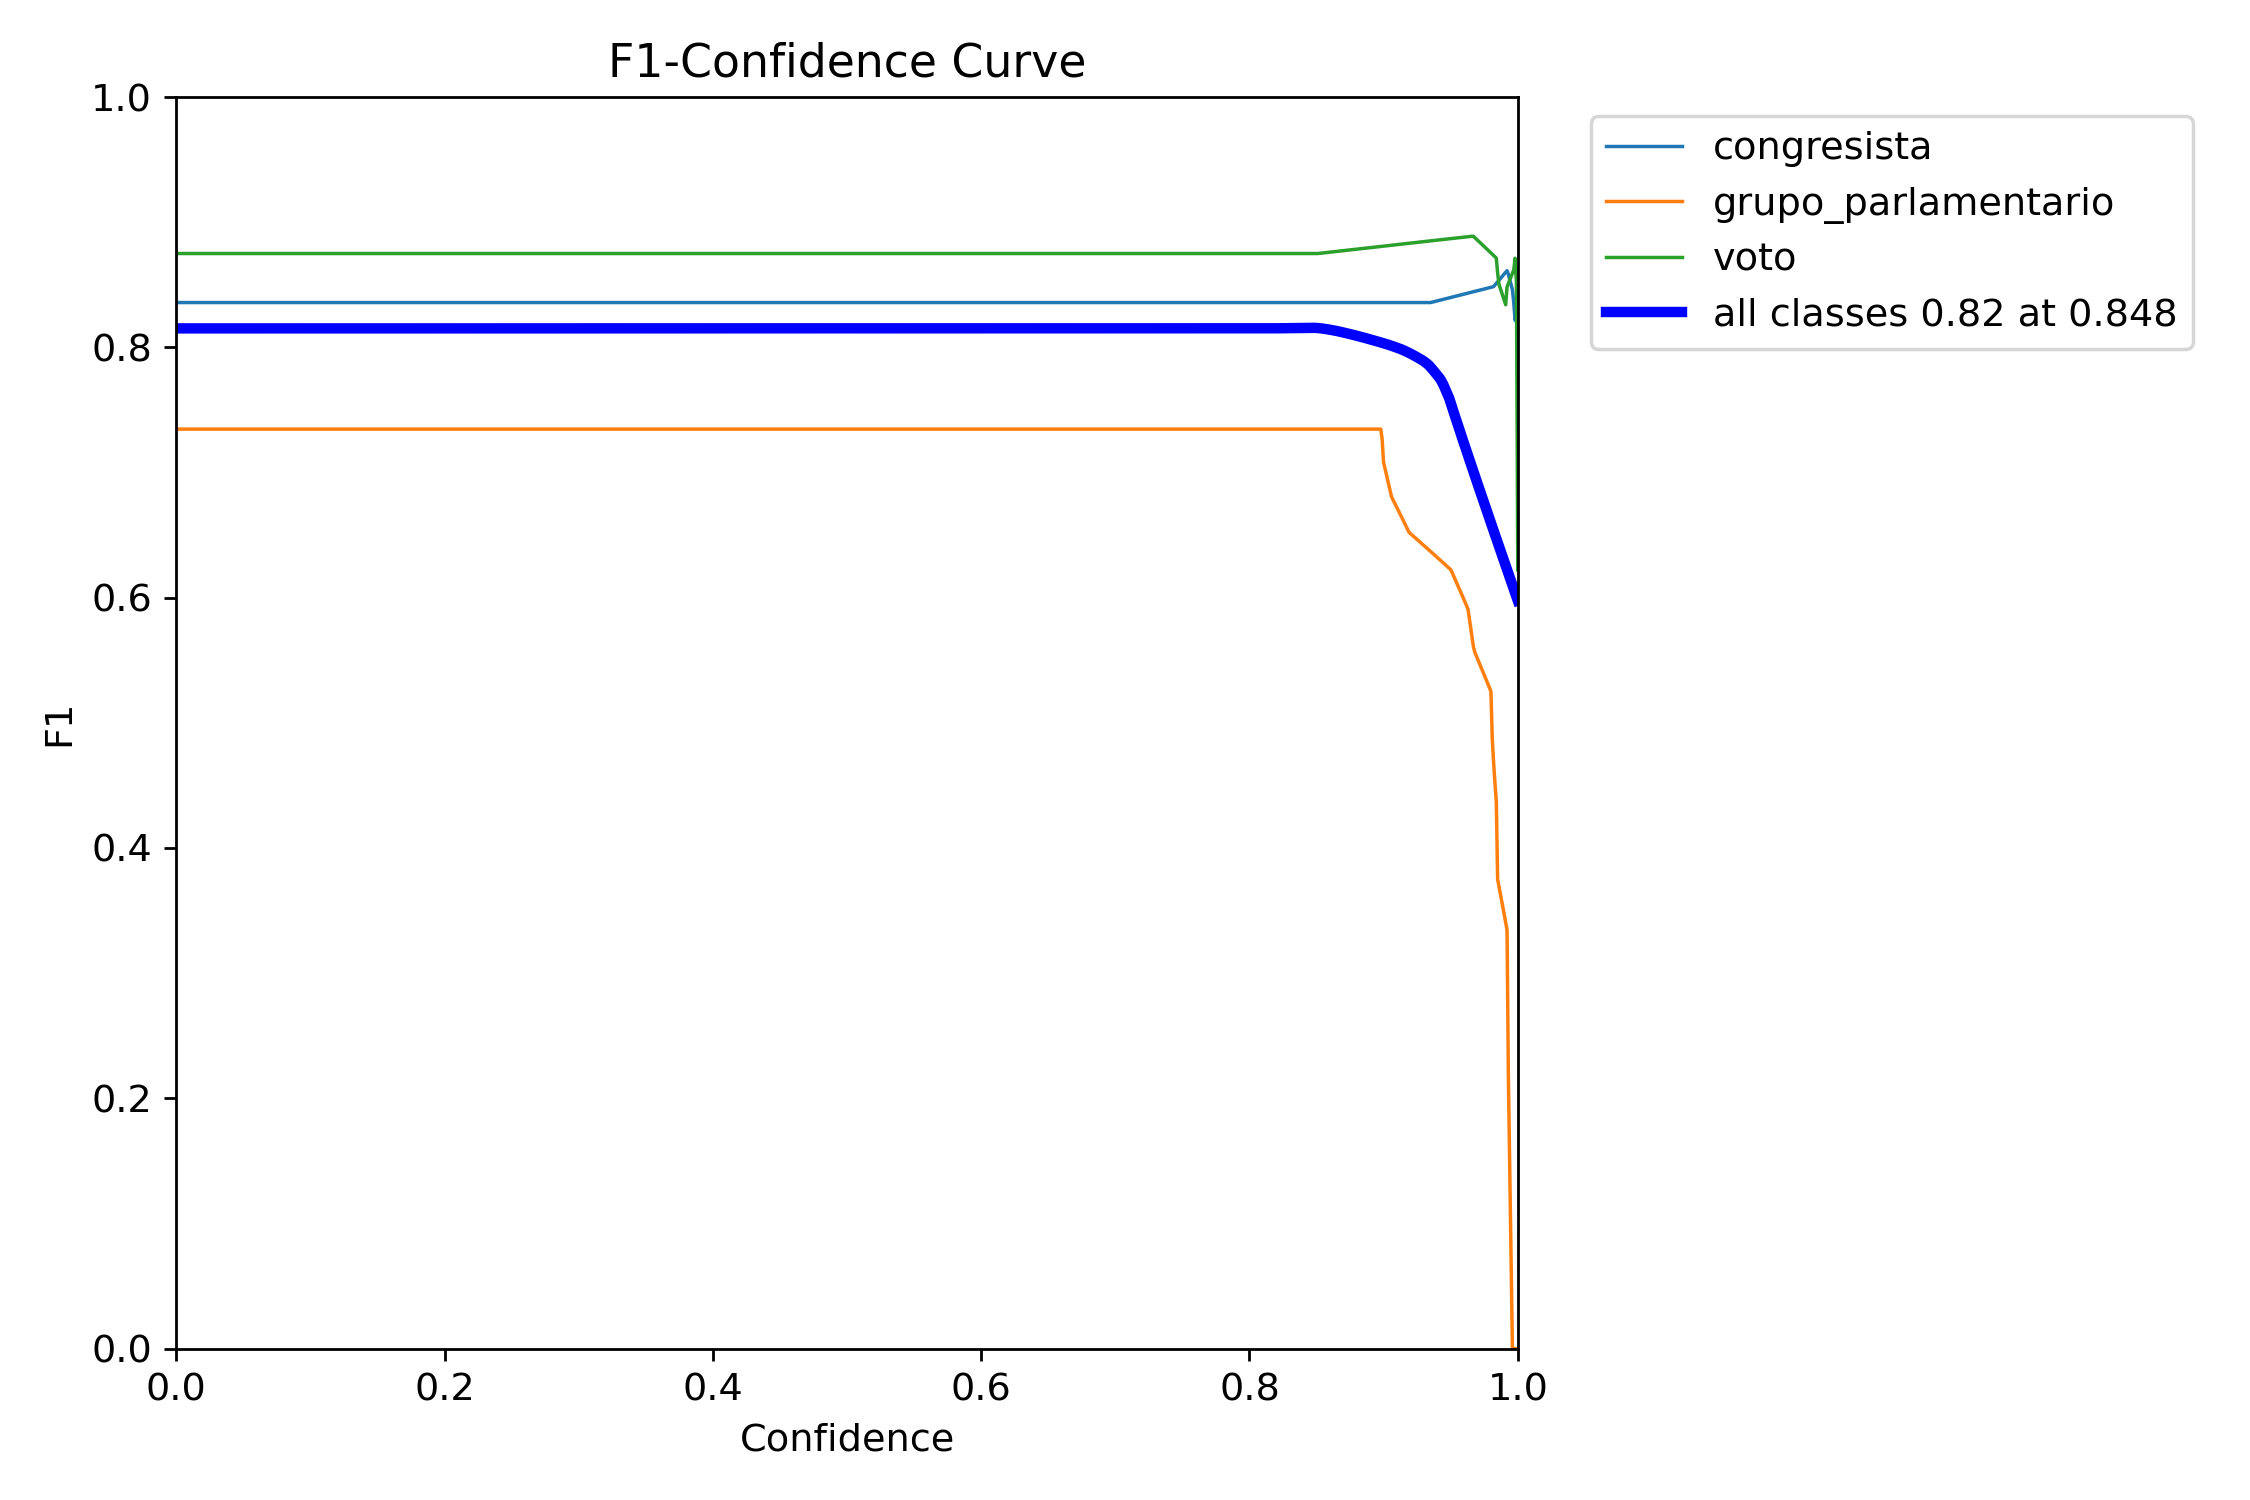 F1-Confidence Curve
1.0
0.8
0.6
0.4
0.2
0.0
F1
0.0 0.2 0.4 0.6 0.8 1.0
Confidence
congresista
grupo_parlamentario
voto
all classes 0.82 at 0.848